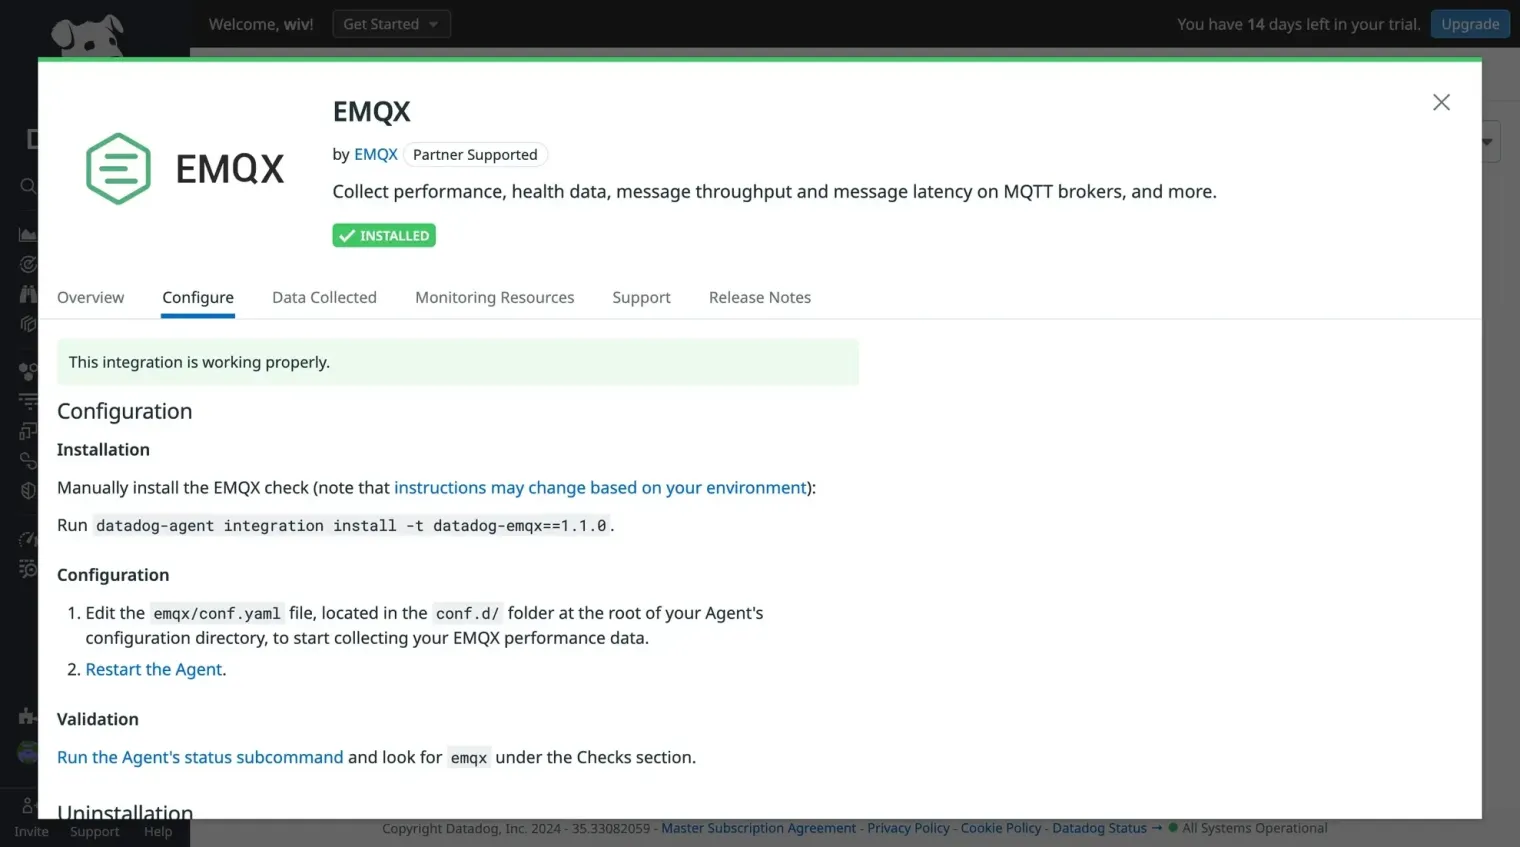 Welcome, wiv!
Get Started
You have 14 days left in your trial.
Upgrade
EMQX
EMQX
by EMQX Partner Supported
Collect performance, health data, message throughput and message latency on MQTT brokers, and more.
INSTALLED
Overview
Configure
Data Collected
Monitoring Resources
Support
Release Notes
This integration is working properly.
Configuration
Installation
Manually install the EMQX check (note that instructions may change based on your environment):
Run datadog-agent integration install -t datadog-emqx==1.1.0.
Configuration
1. Edit the emqx/conf.yaml file, located in the conf.d/ folder at the root of your Agent's
configuration directory, to start collecting your EMQX performance data.
2. Restart the Agent.
Validation
Run the Agent's status subcommand and look for emqx under the Checks section.
Uninstallation
Invite
Support
Help
Copyright Datadog, Inc. 2024 - 35.33082059 - Master Subscription Agreement - Privacy Policy - Cookie Policy - Datadog Status → All Systems Operational